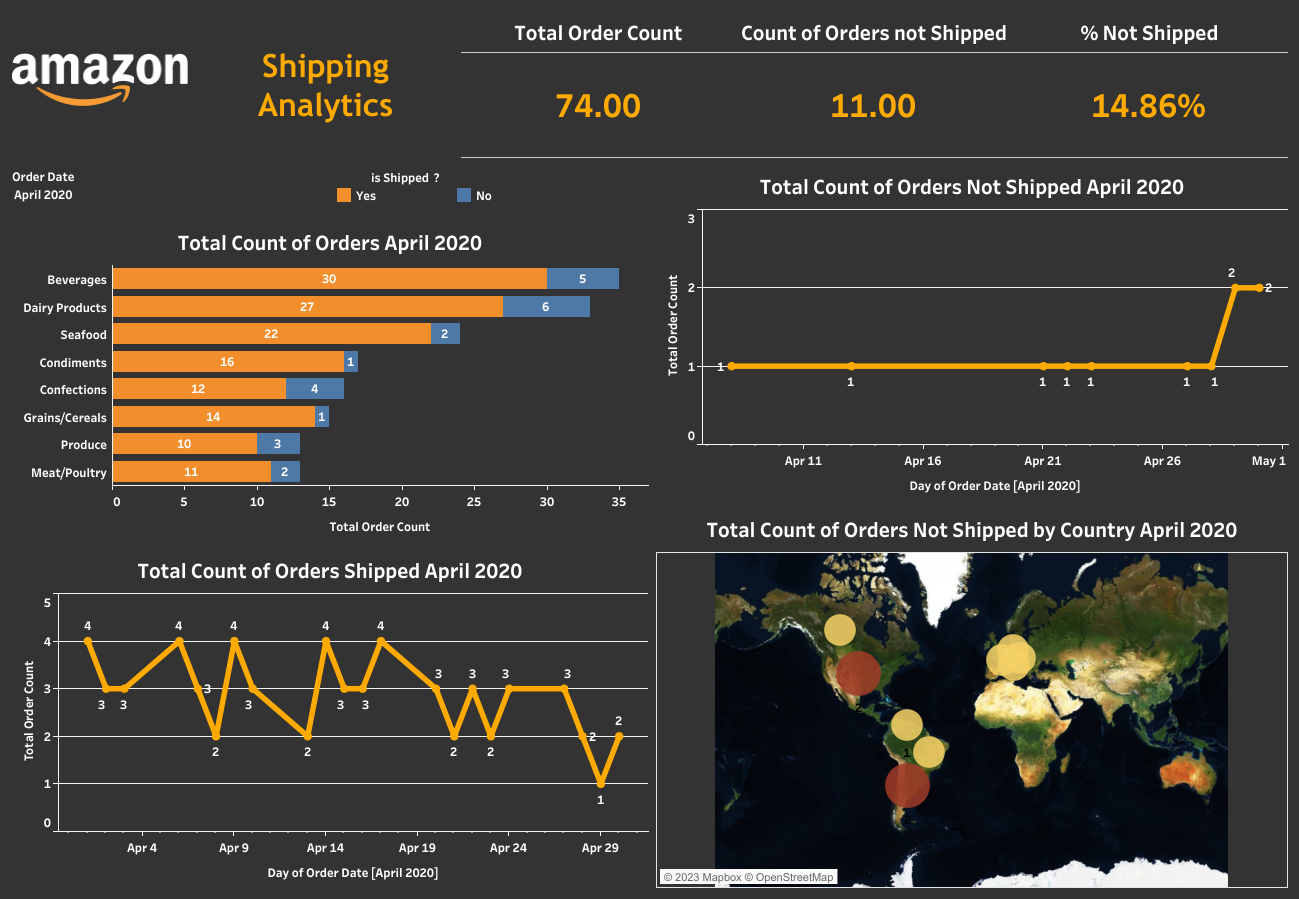 amazon
Shipping
Analytics
Total Order Count
Count of Orders not Shipped
% Not Shipped
74.00
11.00
14.86%
Order Date
April 2020
is Shipped ?
Yes
No
Total Count of Orders April 2020
Beverages
30
5
Dairy Products
27
6
Seafood
22
2
Condiments
16
1
Confections
12
4
Grains/Cereals
14
1
Produce
10
3
Meat/Poultry
11
2
0
5
10
15
20
25
30
35
Total Order Count
Total Count of Orders Not Shipped April 2020
Total Order Count
3
2
1
0
1
1
1
1
1
1
1
2
2
Apr 11
Apr 16
Apr 21
Apr 26
May 1
Day of Order Date [April 2020]
Total Count of Orders Shipped April 2020
Total Order Count
5
4
3
2
1
0
4
3
3
4
3
2
4
3
2
4
3
3
4
3
2
3
2
3
3
2
1
2
Apr 4
Apr 9
Apr 14
Apr 19
Apr 24
Apr 29
Day of Order Date [April 2020]
Total Count of Orders Not Shipped by Country April 2020
1
© 2023 Mapbox © OpenStreetMap